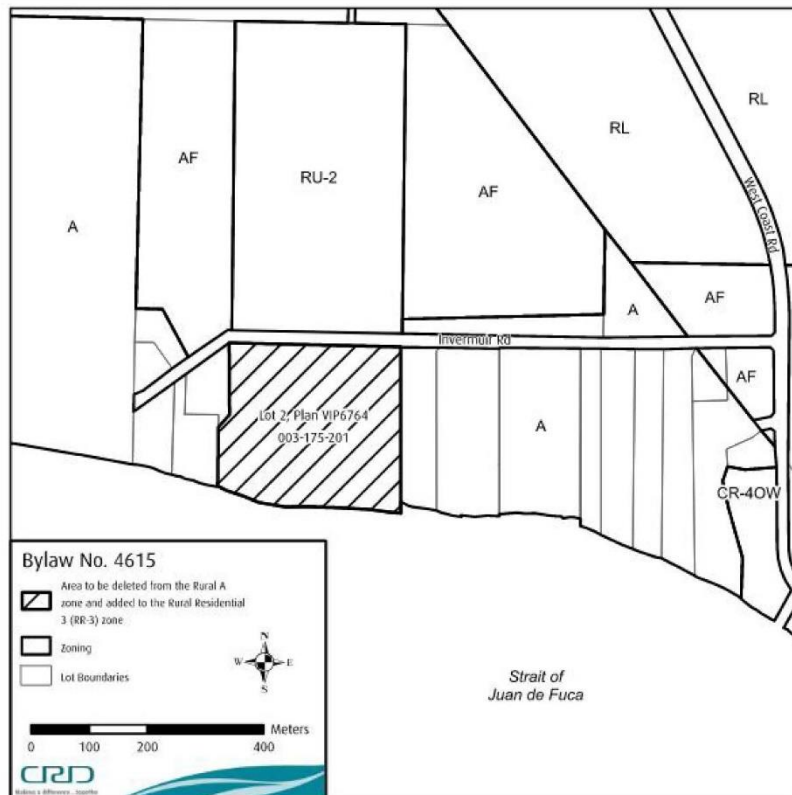 RL
RL
AF
RU-2
AF
A
West Coast Rd
A
AF
Invermuir Rd
AF
Lot 2, Plan VIP6764
003-175-201
A
CR-4OW
Bylaw No. 4615
Area to be deleted from the Rural A
zone and added to the Rural Residential
3 (RR-3) zone
Zoning
Lot Boundaries
N
W E
S
Strait of
Juan de Fuca
Meters
0 100 200 400
CRD
Making a difference...together